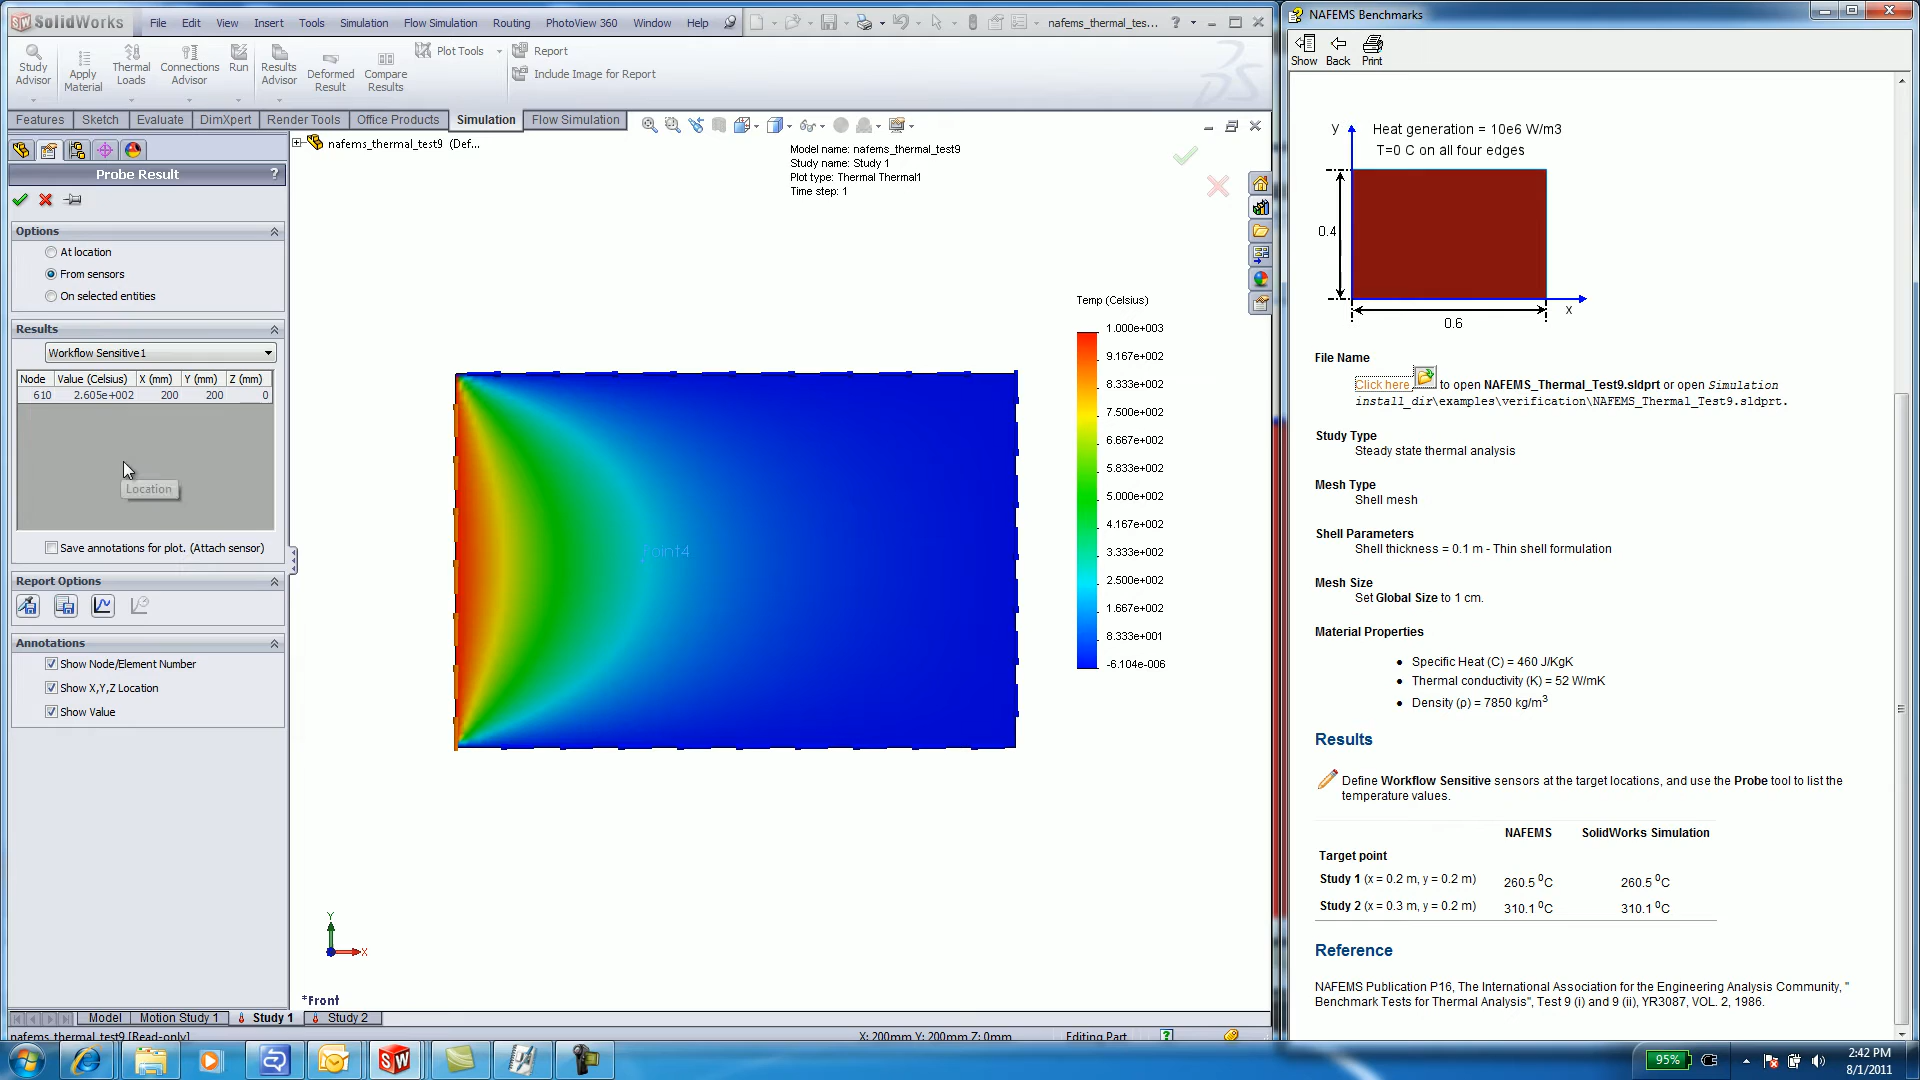 SolidWorks
File Edit View Insert Tools Simulation Flow Simulation Routing PhotoView 360 Window Help
nafems_thermal_tes...
Study Advisor
Apply Material
Thermal Loads
Connections Advisor
Run
Results Advisor
Deformed Result
Compare Results
Plot Tools
Report
Include Image for Report
Features Sketch Evaluate DimXpert Render Tools Office Products Simulation Flow Simulation
nafems_thermal_test9 (Def...
Probe Result ?
Options
At location
From sensors
On selected entities
Results
Workflow Sensitive1
Node Value (Celsius) X (mm) Y (mm) Z (mm)
610 2.605e+002 200 200 0
Location
Save annotations for plot. (Attach sensor)
Report Options
Annotations
Show Node/Element Number
Show X,Y,Z Location
Show Value
Model name: nafems_thermal_test9
Study name: Study 1
Plot type: Thermal Thermal1
Time step: 1
Temp (Celsius)
1.000e+003
9.167e+002
8.333e+002
7.500e+002
6.667e+002
5.833e+002
5.000e+002
4.167e+002
3.333e+002
2.500e+002
1.667e+002
8.333e+001
-6.104e-006
Point4
Y
X
*Front
Model Motion Study 1 Study 1 Study 2
nafems_thermal_test9 [Read-only]
X: 200mm Y: 200mm Z: 0mm Editing Part
NAFEMS Benchmarks
Show Back Print
y
Heat generation = 10e6 W/m3
T=0 C on all four edges
0.4
0.6
x
File Name
Click here to open NAFEMS_Thermal_Test9.sldprt or open Simulation
install_dir\examples\verification\NAFEMS_Thermal_Test9.sldprt.
Study Type
Steady state thermal analysis
Mesh Type
Shell mesh
Shell Parameters
Shell thickness = 0.1 m - Thin shell formulation
Mesh Size
Set Global Size to 1 cm.
Material Properties
• Specific Heat (C) = 460 J/KgK
• Thermal conductivity (K) = 52 W/mK
• Density (ρ) = 7850 kg/m3
Results
Define Workflow Sensitive sensors at the target locations, and use the Probe tool to list the
temperature values.
NAFEMS SolidWorks Simulation
Target point
Study 1 (x = 0.2 m, y = 0.2 m) 260.5 0C 260.5 0C
Study 2 (x = 0.3 m, y = 0.2 m) 310.1 0C 310.1 0C
Reference
NAFEMS Publication P16, The International Association for the Engineering Analysis Community, "
Benchmark Tests for Thermal Analysis", Test 9 (i) and 9 (ii), YR3087, VOL. 2, 1986.
95%
2:42 PM
8/1/2011